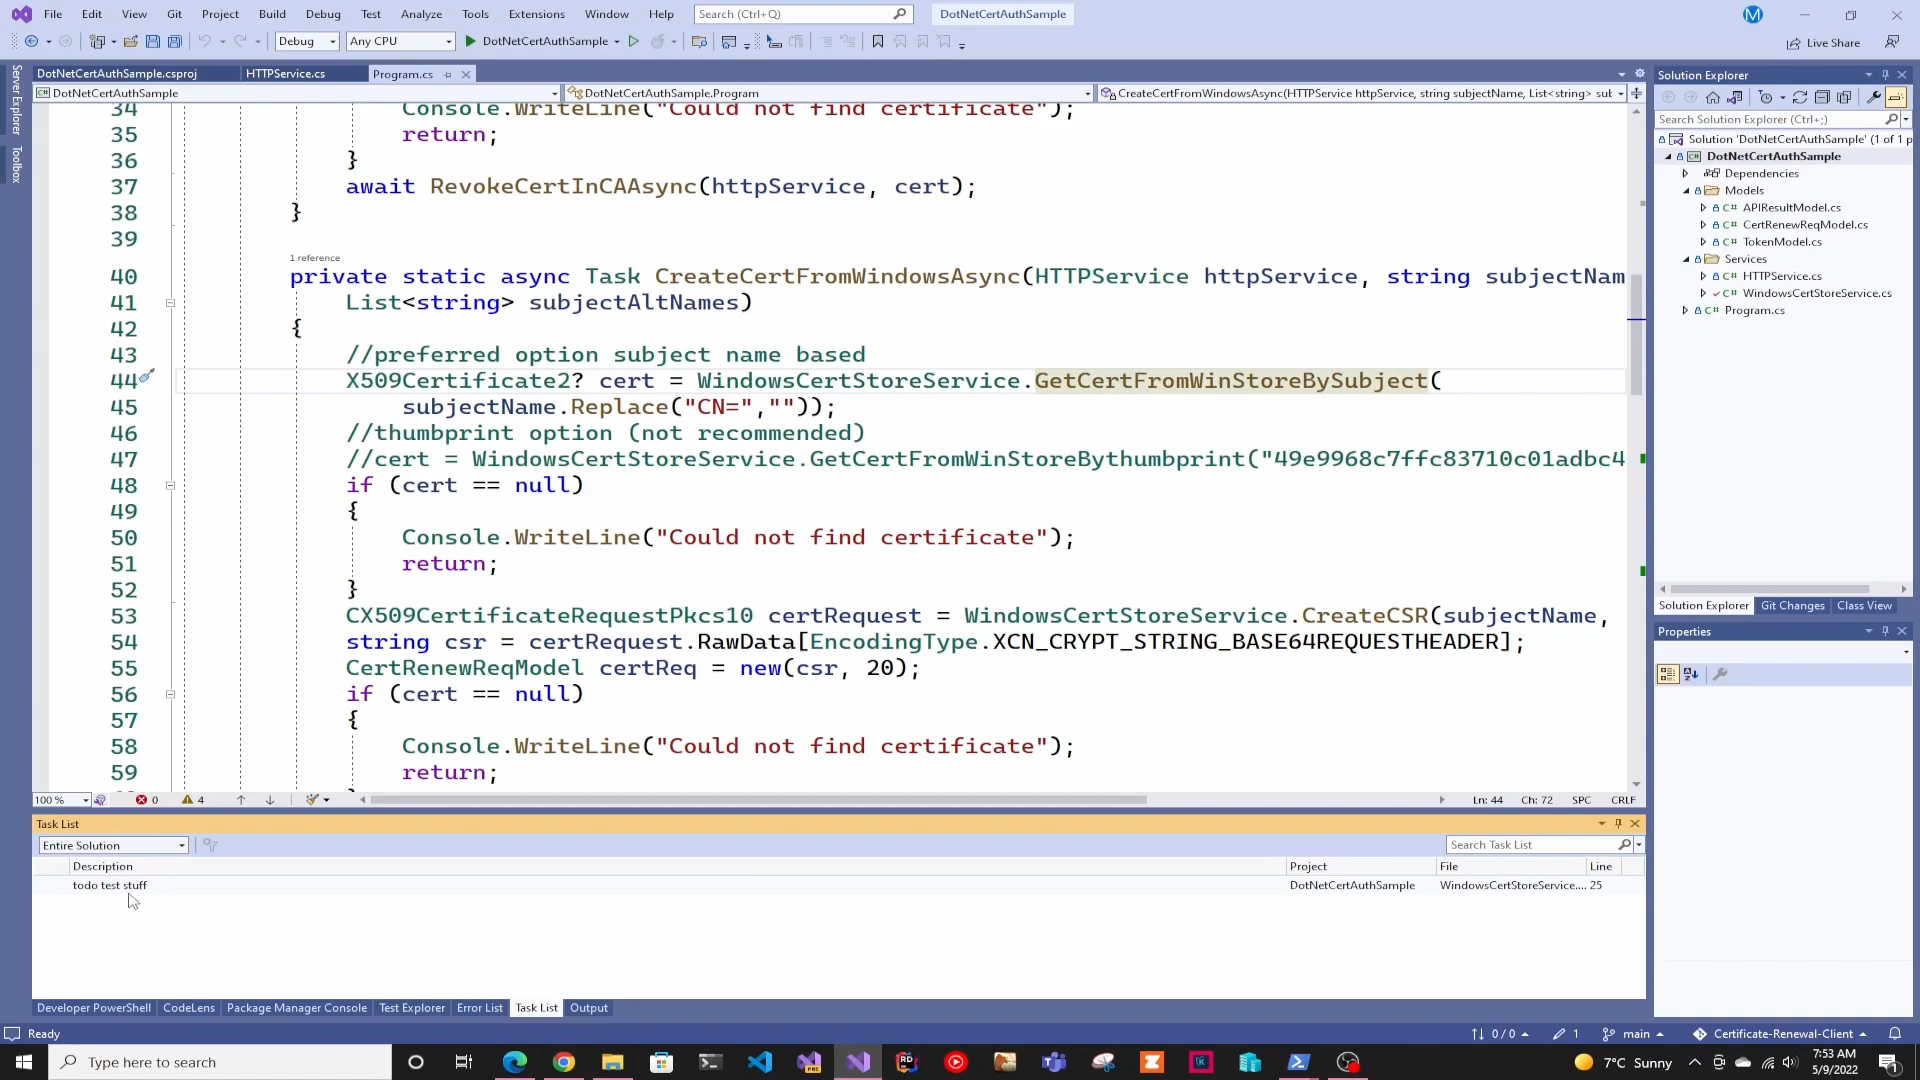 File Edit View Git Project Build Debug Test Analyze Tools Extensions Window Help Search (Ctrl+Q) DotNetCertAuthSample
Debug Any CPU DotNetCertAuthSample Live Share
Server Explorer
Toolbox
DotNetCertAuthSample.csproj HTTPService.cs Program.cs
DotNetCertAuthSample DotNetCertAuthSample.Program CreateCertFromWindowsAsync(HTTPService httpService, string subjectName, List<string> sub
34 Console.WriteLine("Could not find certificate");
35 return;
36 }
37 await RevokeCertInCAAsync(httpService, cert);
38 }
39
1 reference
40 private static async Task CreateCertFromWindowsAsync(HTTPService httpService, string subjectNam
41 List<string> subjectAltNames)
42 {
43 //preferred option subject name based
44 X509Certificate2? cert = WindowsCertStoreService.GetCertFromWinStoreBySubject(
45 subjectName.Replace("CN=",""));
46 //thumbprint option (not recommended)
47 //cert = WindowsCertStoreService.GetCertFromWinStoreBythumbprint("49e9968c7ffc83710c01adbc4
48 if (cert == null)
49 {
50 Console.WriteLine("Could not find certificate");
51 return;
52 }
53 CX509CertificateRequestPkcs10 certRequest = WindowsCertStoreService.CreateCSR(subjectName,
54 string csr = certRequest.RawData[EncodingType.XCN_CRYPT_STRING_BASE64REQUESTHEADER];
55 CertRenewReqModel certReq = new(csr, 20);
56 if (cert == null)
57 {
58 Console.WriteLine("Could not find certificate");
59 return;
100 % 0 4 Ln: 44 Ch: 72 SPC CRLF
Solution Explorer
Search Solution Explorer (Ctrl+;)
Solution 'DotNetCertAuthSample' (1 of 1 p
DotNetCertAuthSample
Dependencies
Models
C# APIResultModel.cs
C# CertRenewReqModel.cs
C# TokenModel.cs
Services
C# HTTPService.cs
C# WindowsCertStoreService.cs
C# Program.cs
Solution Explorer Git Changes Class View
Properties
Task List
Entire Solution Search Task List
Description Project File Line
todo test stuff DotNetCertAuthSample WindowsCertStoreService.... 25
Developer PowerShell CodeLens Package Manager Console Test Explorer Error List Task List Output
Ready 0 / 0 1 main Certificate-Renewal-Client
Type here to search 7°C Sunny 7:53 AM
5/9/2022